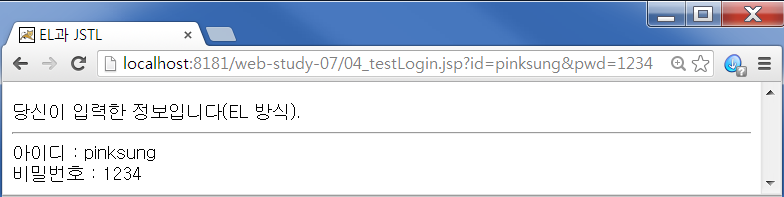 EL과 JSTL
localhost:8181/web-study-07/04_testLogin.jsp?id=pinksung&pwd=1234
당신이 입력한 정보입니다(EL 방식).
아이디 : pinksung
비밀번호 : 1234